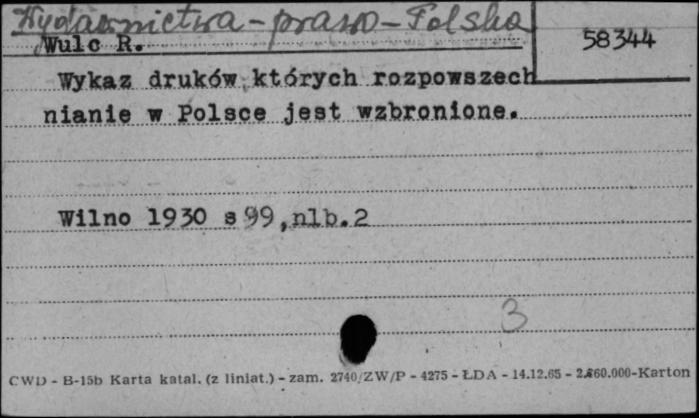 Wydawnictwa - prawo - Polska
Wulc R.
58344
Wykaz druków, których rozpowszech
nianie w Polsce jest wzbronione.
Wilno 1930 s 99, nlb. 2
3
CWD - B-15b Karta katal. (z liniat.) - zam. 2740/ZW/P - 4275 - ŁDA - 14.12.65 - 2.860.000 - Karton